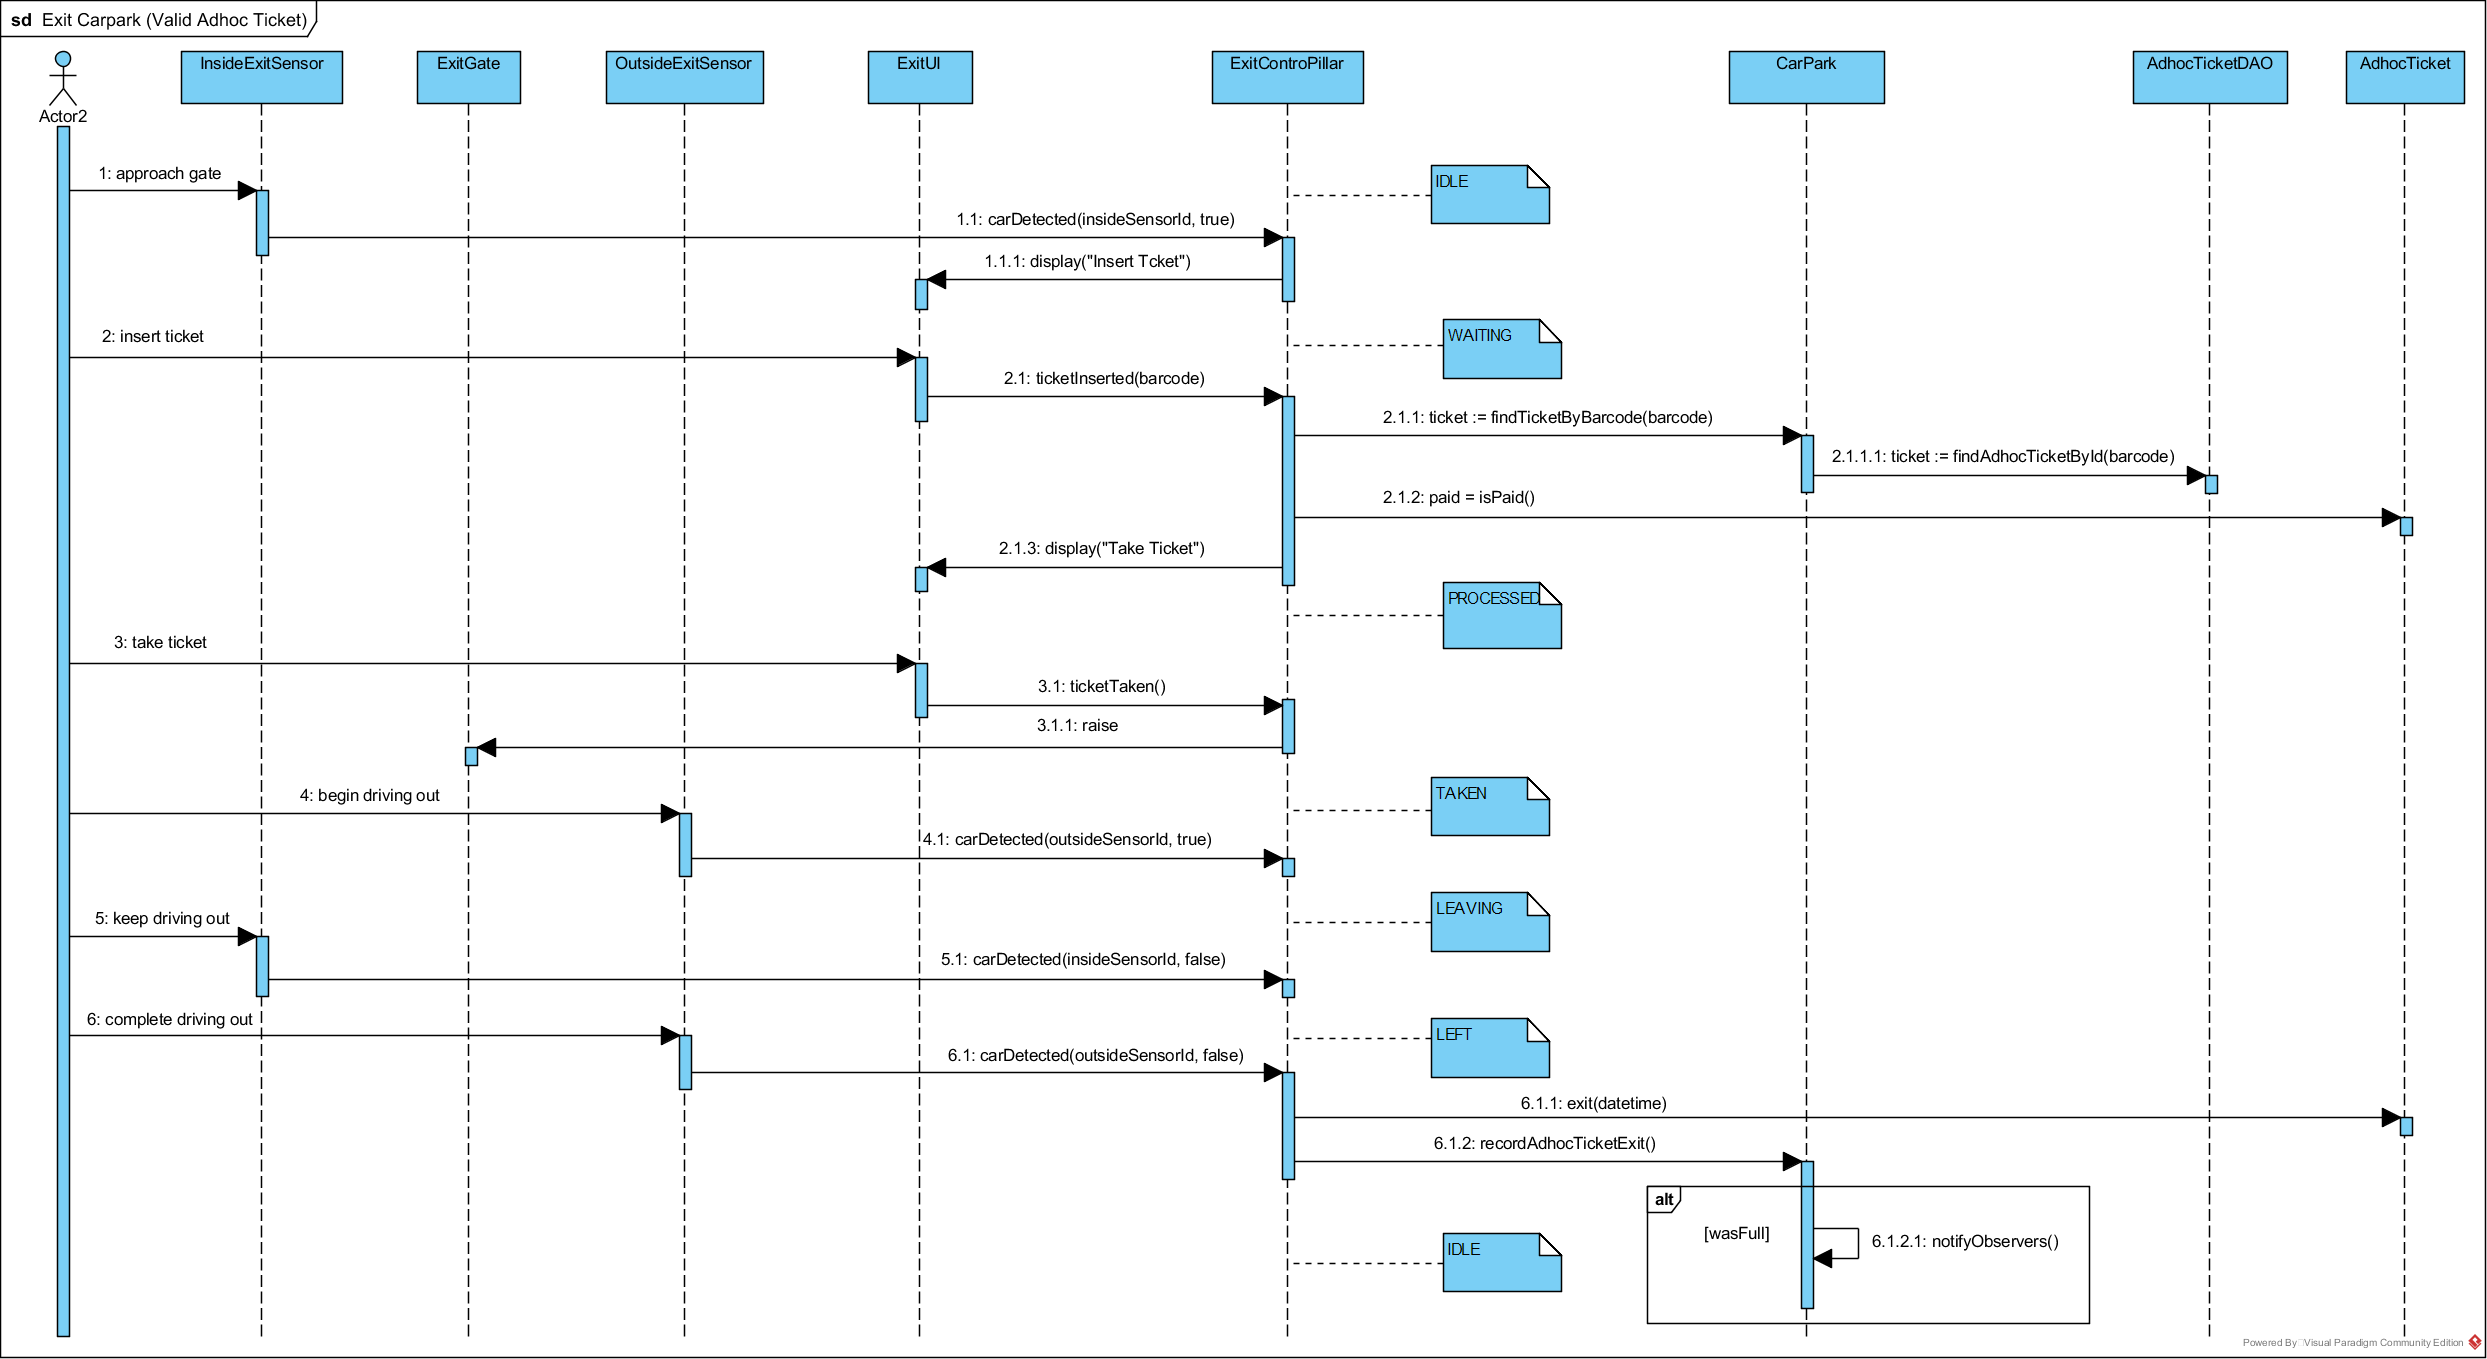 sd Exit Carpark (Valid Adhoc Ticket)
InsideExitSensor
ExitGate
OutsideExitSensor
ExitUI
ExitControPillar
CarPark
AdhocTicketDAO
AdhocTicket
Actor2
1: approach gate
IDLE
1.1: carDetected(insideSensorId, true)
1.1.1: display("Insert Tcket")
2: insert ticket
WAITING
2.1: ticketInserted(barcode)
2.1.1: ticket := findTicketByBarcode(barcode)
2.1.1.1: ticket := findAdhocTicketById(barcode)
2.1.2: paid = isPaid()
2.1.3: display("Take Ticket")
PROCESSED
3: take ticket
3.1: ticketTaken()
3.1.1: raise
4: begin driving out
TAKEN
4.1: carDetected(outsideSensorId, true)
5: keep driving out
LEAVING
5.1: carDetected(insideSensorId, false)
6: complete driving out
LEFT
6.1: carDetected(outsideSensorId, false)
6.1.1: exit(datetime)
6.1.2: recordAdhocTicketExit()
alt
[wasFull]
6.1.2.1: notifyObservers()
IDLE
Powered By Visual Paradigm Community Edition